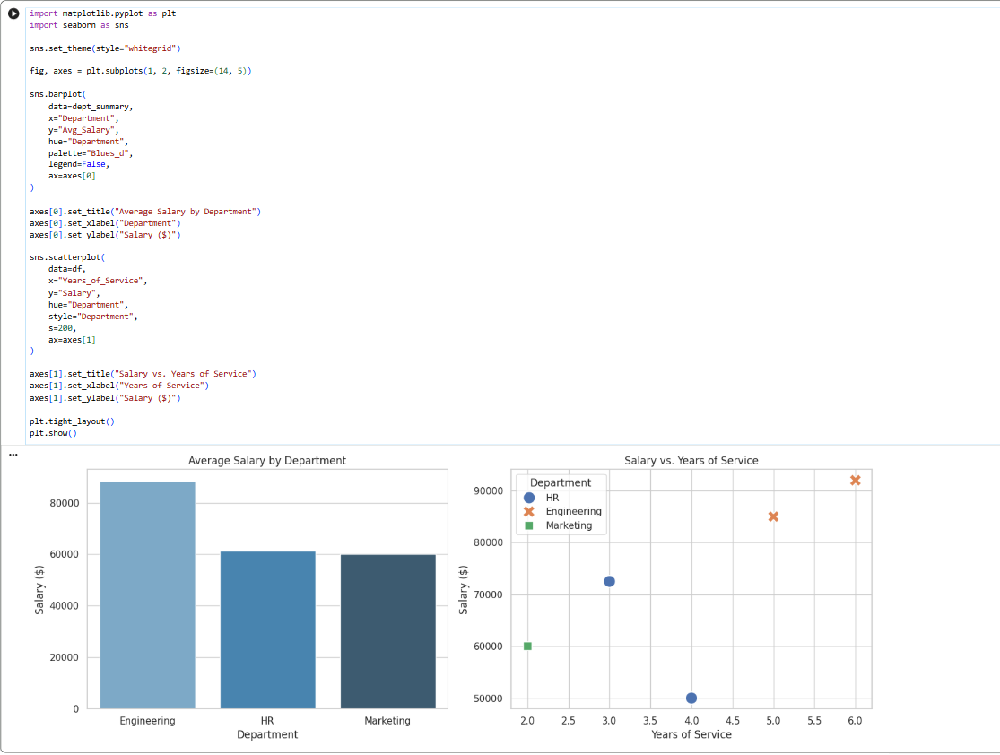 import matplotlib.pyplot as plt
import seaborn as sns
sns.set_theme(style="whitegrid")
fig, axes = plt.subplots(1, 2, figsize=(14, 5))
sns.barplot(
    data=dept_summary,
    x="Department",
    y="Avg_Salary",
    hue="Department",
    palette="Blues_d",
    legend=False,
    ax=axes[0]
)
axes[0].set_title("Average Salary by Department")
axes[0].set_xlabel("Department")
axes[0].set_ylabel("Salary ($)")
sns.scatterplot(
    data=df,
    x="Years_of_Service",
    y="Salary",
    hue="Department",
    style="Department",
    s=200,
    ax=axes[1]
)
axes[1].set_title("Salary vs. Years of Service")
axes[1].set_xlabel("Years of Service")
axes[1].set_ylabel("Salary ($)")
plt.tight_layout()
plt.show()
...
Average Salary by Department
Salary ($)
80000
60000
40000
20000
0
Engineering HR Marketing
Department
Salary vs. Years of Service
Department
HR
Engineering
Marketing
Salary ($)
90000
80000
70000
60000
50000
2.0 2.5 3.0 3.5 4.0 4.5 5.0 5.5 6.0
Years of Service